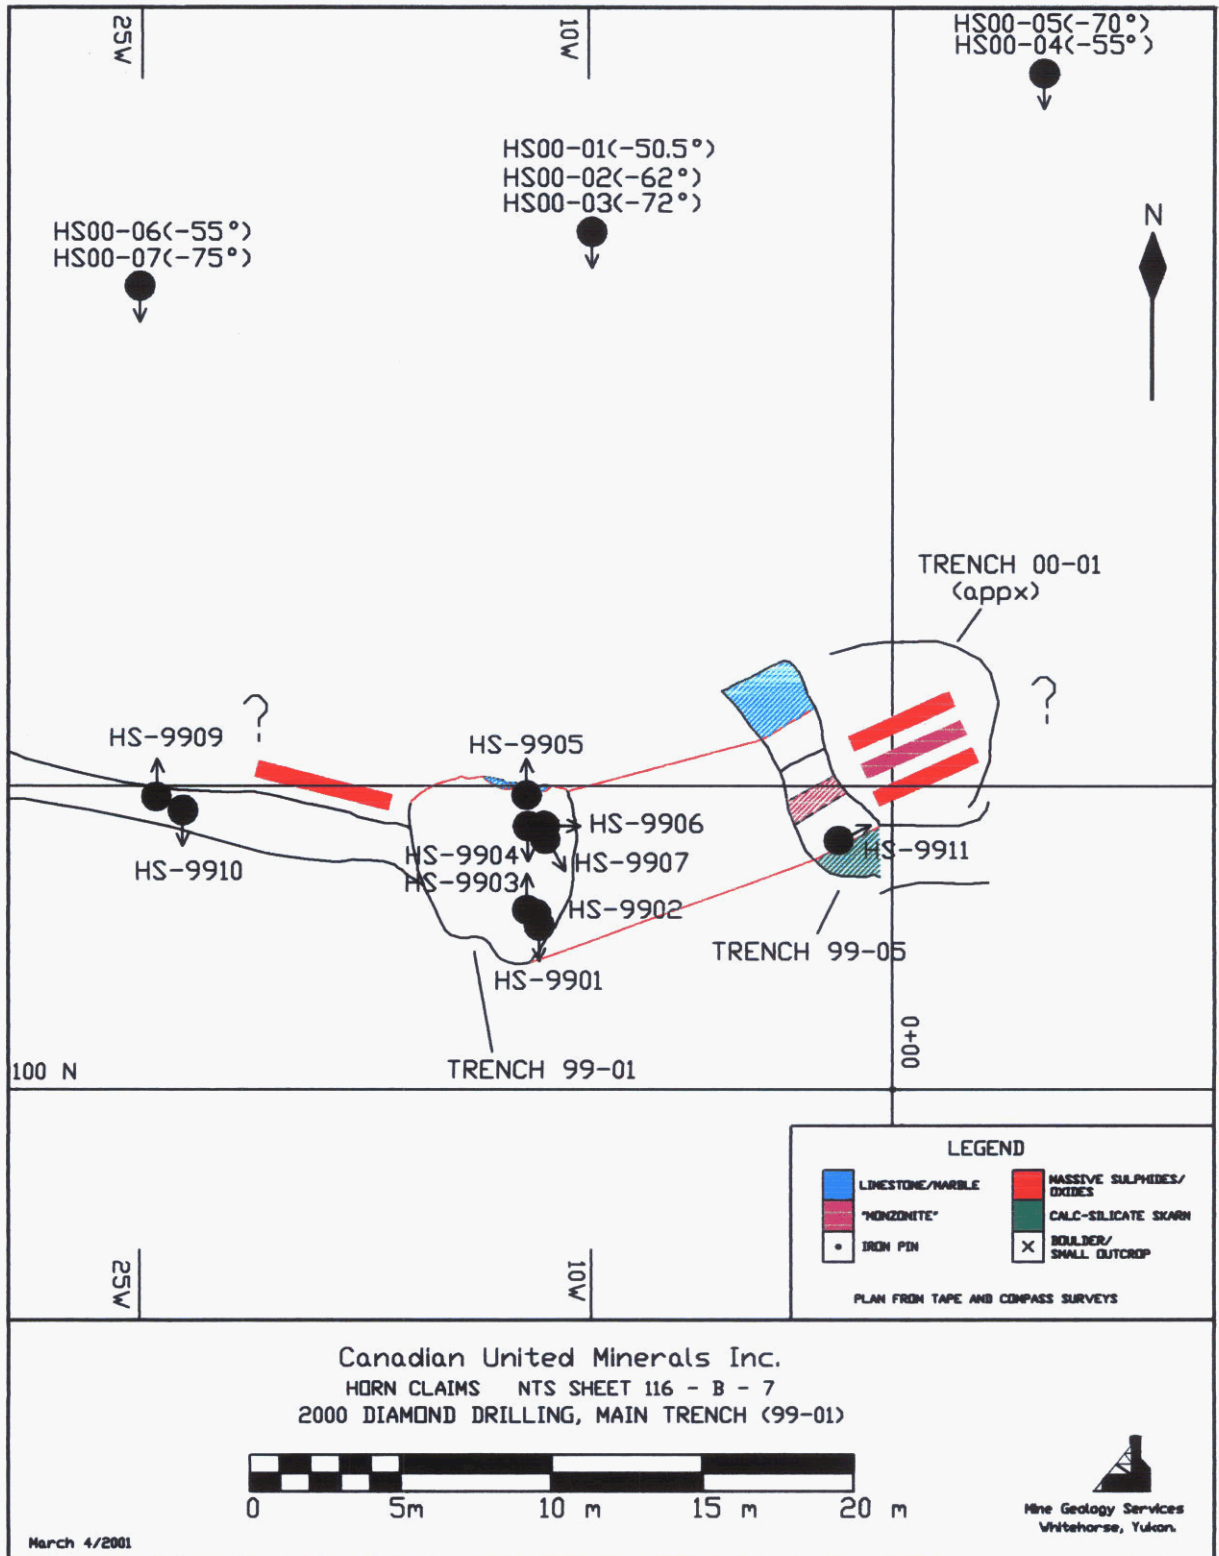 25W
10W
HS00-05(-70°)
HS00-04(-55°)
HS00-01(-50.5°)
HS00-02(-62°)
HS00-03(-72°)
HS00-06(-55°)
HS00-07(-75°)
N
TRENCH 00-01
(appx)
?
?
HS-9909
HS-9905
HS-9906
HS-9904
HS-9907
HS-9911
HS-9910
HS-9903
HS-9902
TRENCH 99-05
HS-9901
0+00
100 N
TRENCH 99-01
LEGEND
LIMESTONE/MARBLE
MASSIVE SULPHIDES/
OXIDES
"MONZONITE"
CALC-SILICATE SKARN
IRON PIN
BOULDER/
SMALL OUTCROP
PLAN FROM TAPE AND COMPASS SURVEYS
25W
10W
Canadian United Minerals Inc.
HORN CLAIMS NTS SHEET 116 - B - 7
2000 DIAMOND DRILLING, MAIN TRENCH (99-01)
0 5m 10 m 15 m 20 m
Mine Geology Services
Whitehorse, Yukon.
March 4/2001